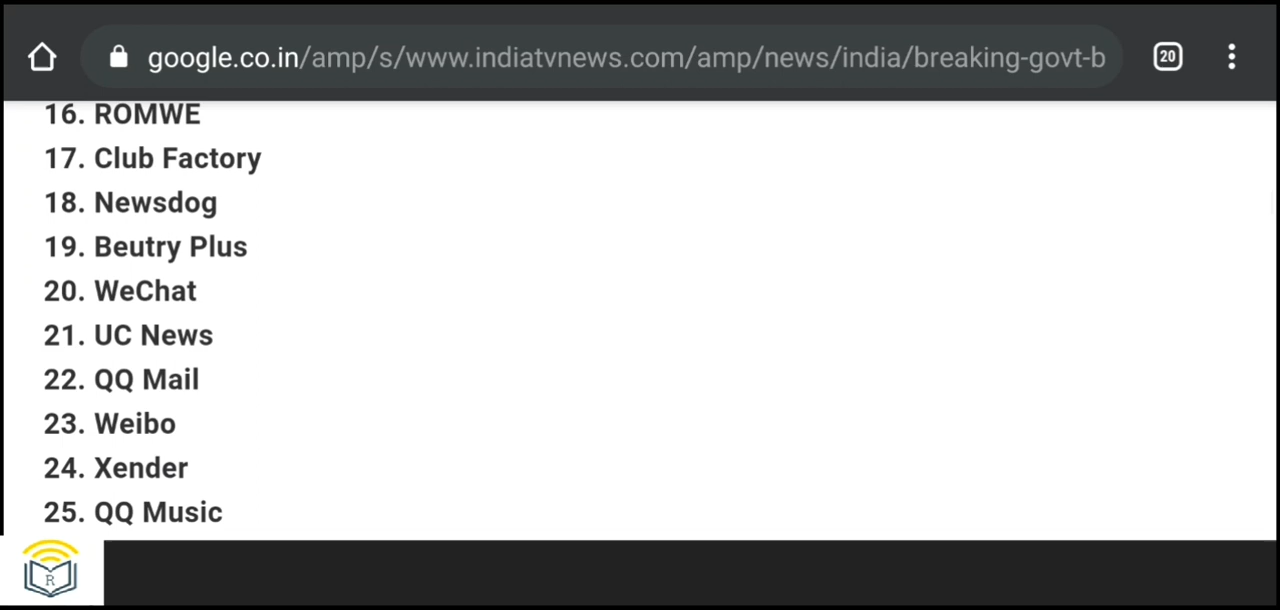 google.co.in/amp/s/www.indiatvnews.com/amp/news/india/breaking-govt-b
20
16. ROMWE
17. Club Factory
18. Newsdog
19. Beutry Plus
20. WeChat
21. UC News
22. QQ Mail
23. Weibo
24. Xender
25. QQ Music
R